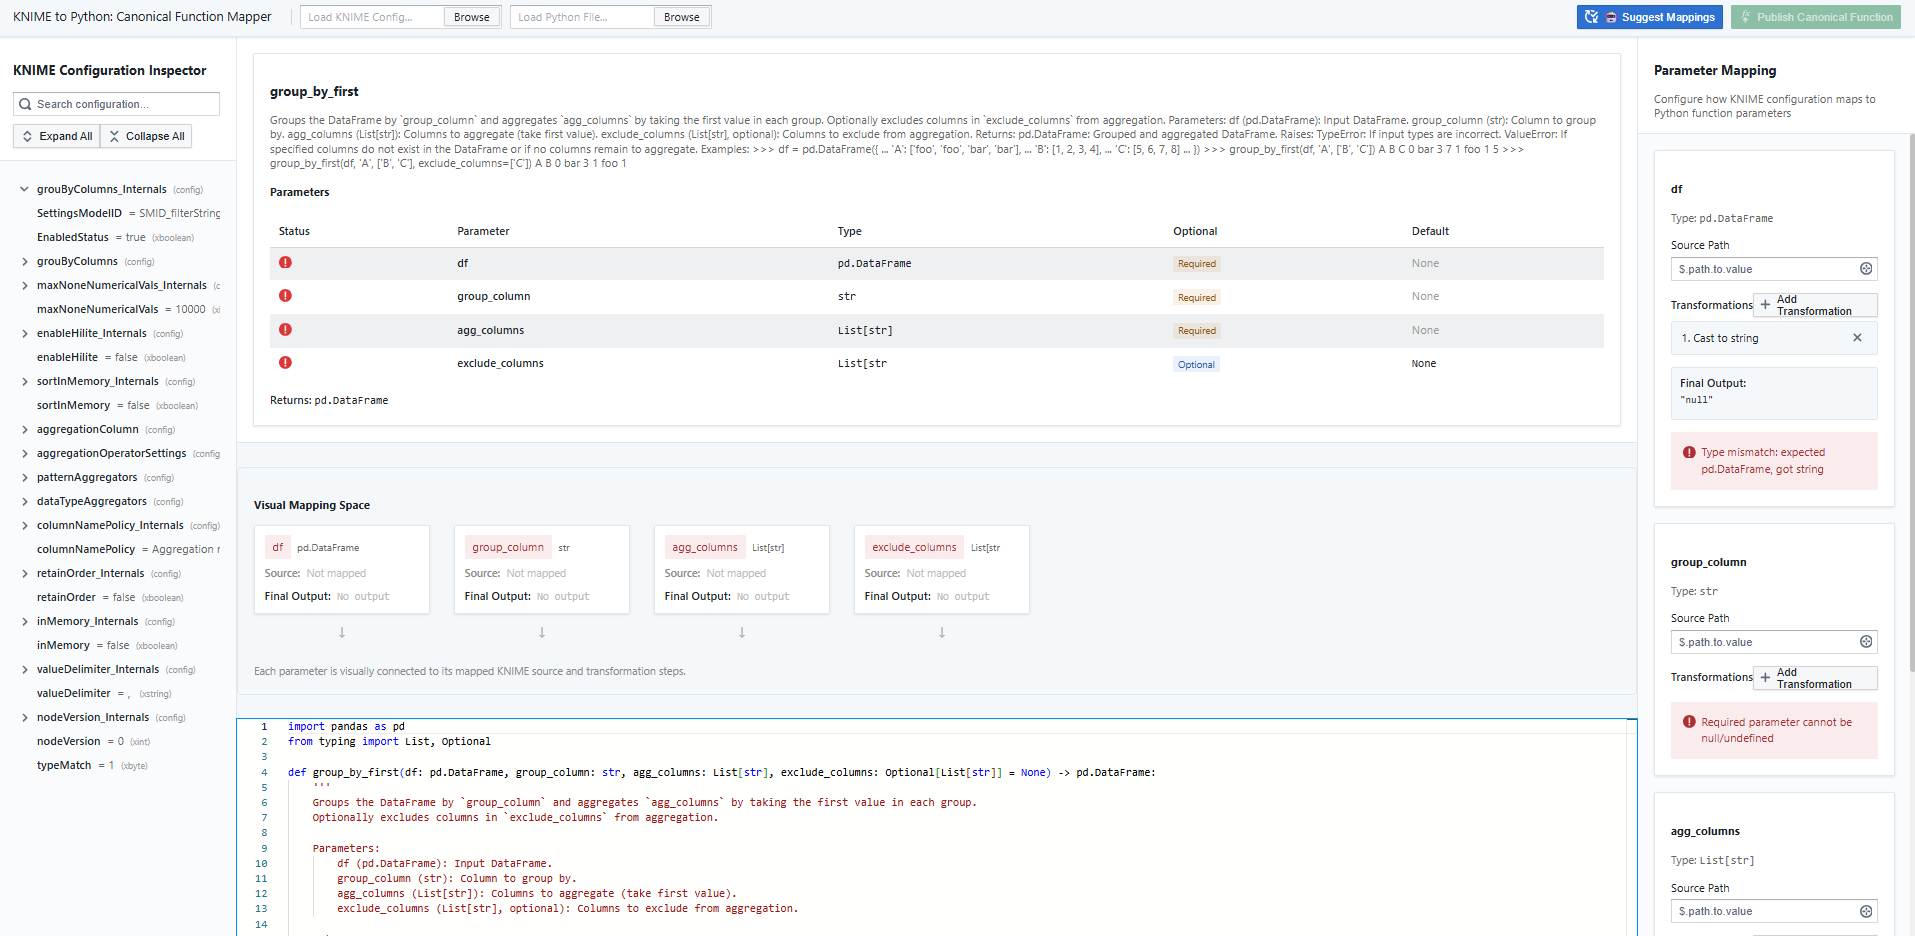 KNIME to Python: Canonical Function Mapper
Load KNIME Config...
Browse
Load Python File...
Browse
Suggest Mappings
Publish Canonical Function
KNIME Configuration Inspector
Search configuration...
Expand All
Collapse All
grouByColumns_Internals (config)
SettingsModelID = SMID_filterString
EnabledStatus = true (xboolean)
grouByColumns (config)
maxNoneNumericalVals_Internals (c
maxNoneNumericalVals = 10000 (xi
enableHilite_Internals (config)
enableHilite = false (xboolean)
sortInMemory_Internals (config)
sortInMemory = false (xboolean)
aggregationColumn (config)
aggregationOperatorSettings (config
patternAggregators (config)
dataTypeAggregators (config)
columnNamePolicy_Internals (config)
columnNamePolicy = Aggregation r
retainOrder_Internals (config)
retainOrder = false (xboolean)
inMemory_Internals (config)
inMemory = false (xboolean)
valueDelimiter_Internals (config)
valueDelimiter = , (xstring)
nodeVersion_Internals (config)
nodeVersion = 0 (xint)
typeMatch = 1 (xbyte)
group_by_first
Groups the DataFrame by `group_column` and aggregates `agg_columns` by taking the first value in each group. Optionally excludes columns in `exclude_columns` from aggregation. Parameters: df (pd.DataFrame): Input DataFrame. group_column (str): Column to group
by. agg_columns (List[str]): Columns to aggregate (take first value). exclude_columns (List[str], optional): Columns to exclude from aggregation. Returns: pd.DataFrame: Grouped and aggregated DataFrame. Raises: TypeError: If input types are incorrect. ValueError: If
specified columns do not exist in the DataFrame or if no columns remain to aggregate. Examples: >>> df = pd.DataFrame({ ... 'A': ['foo', 'foo', 'bar', 'bar'], ... 'B': [1, 2, 3, 4], ... 'C': [5, 6, 7, 8] ... }) >>>
group_by_first(df, 'A', ['B', 'C']) A B C 0 bar 3 7 1 foo 1 5 >>>
group_by_first(df, 'A', ['B', 'C'], exclude_columns=['C']) A B 0 bar 3 1 foo 1
Parameters
Status Parameter Type Optional Default
df pd.DataFrame Required None
group_column str Required None
agg_columns List[str] Required None
exclude_columns List[str Optional None
Returns: pd.DataFrame
Visual Mapping Space
df pd.DataFrame
Source: Not mapped
Final Output: No output
group_column str
Source: Not mapped
Final Output: No output
agg_columns List[str]
Source: Not mapped
Final Output: No output
exclude_columns List[str
Source: Not mapped
Final Output: No output
Each parameter is visually connected to its mapped KNIME source and transformation steps.
1 import pandas as pd
2 from typing import List, Optional
3
4 def group_by_first(df: pd.DataFrame, group_column: str, agg_columns: List[str], exclude_columns: Optional[List[str]] = None) -> pd.DataFrame:
5 '''
6 Groups the DataFrame by `group_column` and aggregates `agg_columns` by taking the first value in each group.
7 Optionally excludes columns in `exclude_columns` from aggregation.
8
9 Parameters:
10 df (pd.DataFrame): Input DataFrame.
11 group_column (str): Column to group by.
12 agg_columns (List[str]): Columns to aggregate (take first value).
13 exclude_columns (List[str], optional): Columns to exclude from aggregation.
14
Parameter Mapping
Configure how KNIME configuration maps to
Python function parameters
df
Type: pd.DataFrame
Source Path
$.path.to.value
Transformations
Add
Transformation
1. Cast to string
Final Output:
"null"
Type mismatch: expected
pd.DataFrame, got string
group_column
Type: str
Source Path
$.path.to.value
Transformations
Add
Transformation
Required parameter cannot be
null/undefined
agg_columns
Type: List[str]
Source Path
$.path.to.value